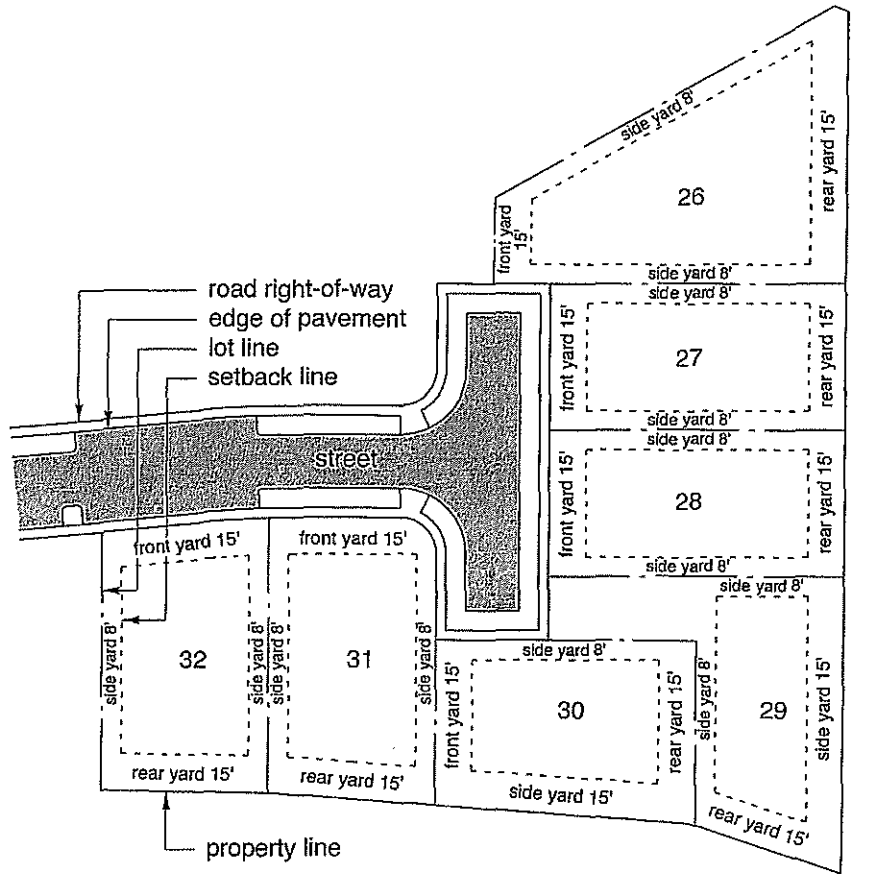 side yard 8'
rear yard 15'
26
front yard
15'
side yard 8'
side yard 8'
road right-of-way
edge of pavement
lot line
setback line
front yard 15'
27
rear yard 15'
side yard 8'
side yard 8'
street
front yard 15'
28
rear yard 15'
side yard 8'
front yard 15'
front yard 15'
side yard 8'
side yard 8'
32
side yard 8'
side yard 8'
31
side yard 8'
side yard 8'
front yard 15'
30
rear yard 15'
side yard 8'
29
side yard 15'
rear yard 15'
rear yard 15'
side yard 15'
rear yard 15'
property line